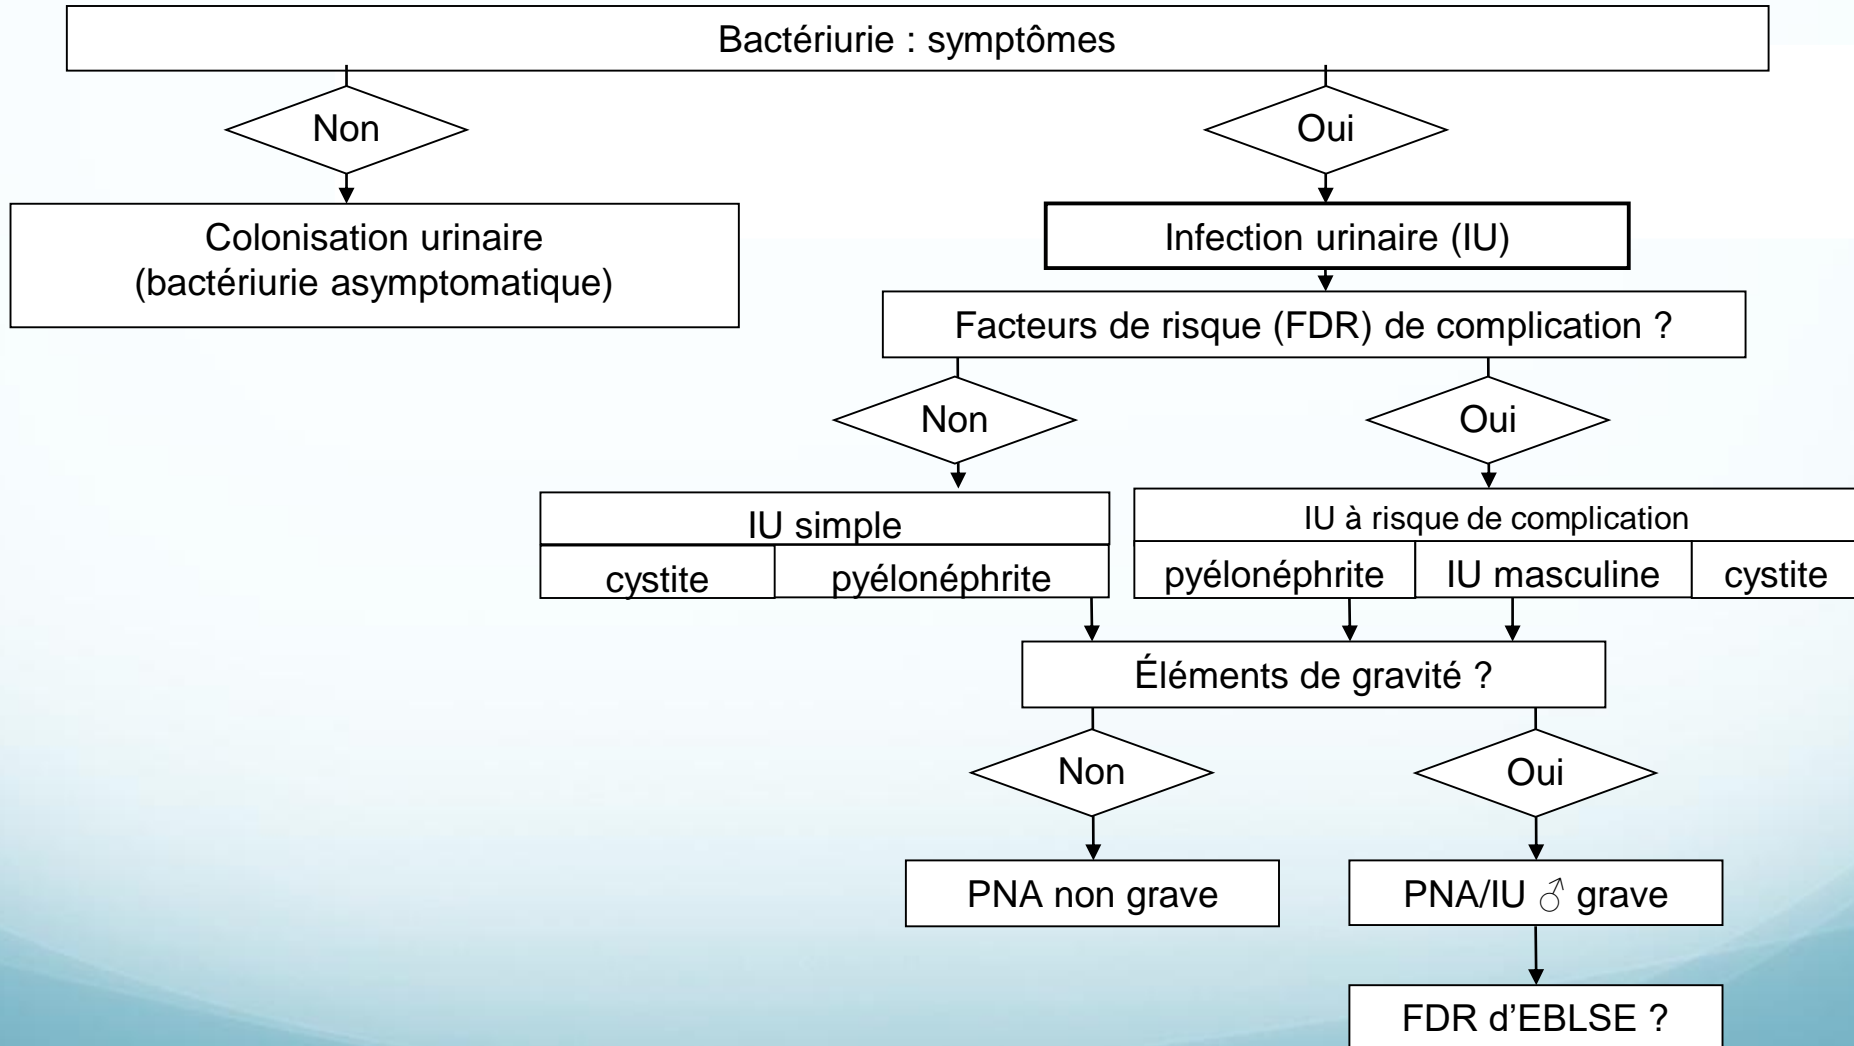 Bactériurie : symptômes
Non
Oui
Colonisation urinaire
(bactériurie asymptomatique)
Infection urinaire (IU)
Facteurs de risque (FDR) de complication ?
Non
Oui
IU simple
cystite
pyélonéphrite
IU à risque de complication
pyélonéphrite
IU masculine
cystite
Éléments de gravité ?
Non
Oui
PNA non grave
PNA/IU ♂ grave
FDR d’EBLSE ?